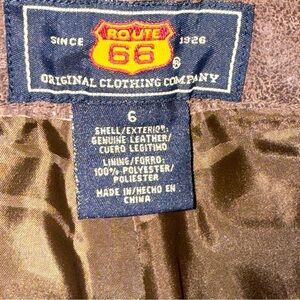 ROUTE
SINCE 66 1926
®
ORIGINAL CLOTHING COMPANY
6
SHELL/EXTERIOR:
GENUINE LEATHER/
CUERO LEGITIMO
LINING/FORRO:
100% POLYESTER/
POLIESTER
MADE IN/HECHO EN
CHINA